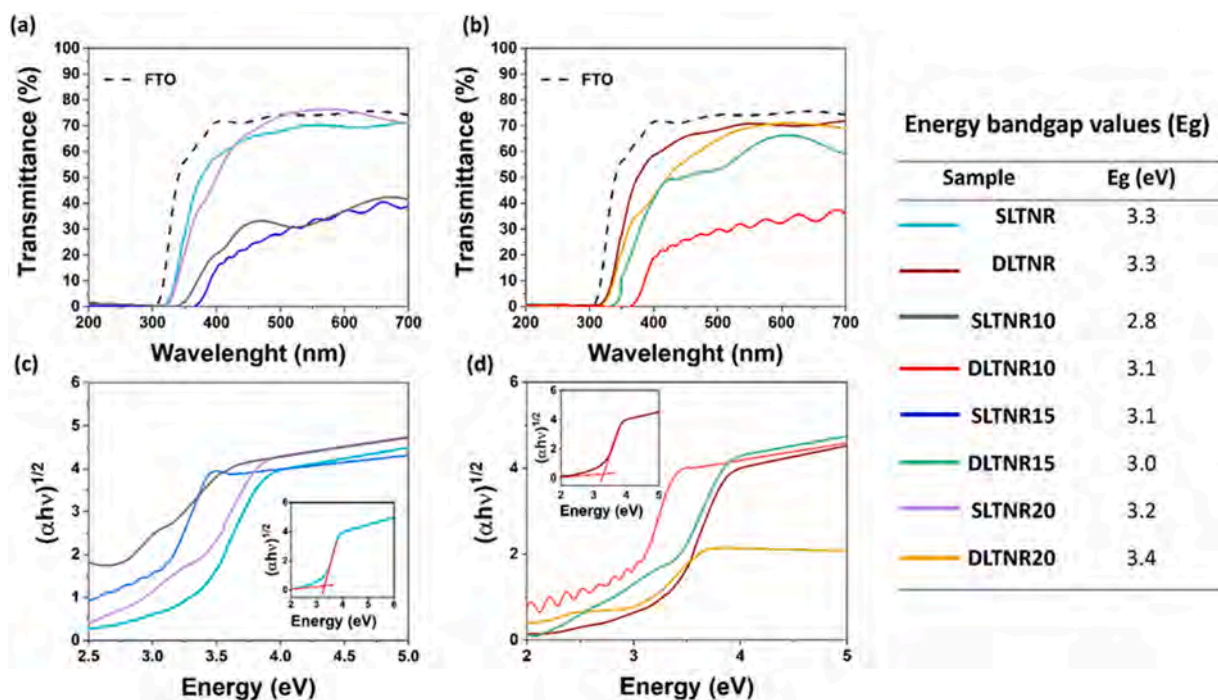 (a)
100
90
80
70
60
50
40
30
20
10
0
Transmittance (%)
FTO
200 300 400 500 600 700
Wavelenght (nm)
(b)
100
90
80
70
60
50
40
30
20
10
0
Transmittance (%)
FTO
200 300 400 500 600 700
Wavelenght (nm)
(c)
6
5
4
3
2
1
0
(αhν)1/2
2.5 3.0 3.5 4.0 4.5 5.0
Energy (eV)
6
4
2
0
(αhν)1/2
2 3 4 5 6
Energy (eV)
(d)
6
4
2
0
(αhν)1/2
2 3 4 5
Energy (eV)
6
4
2
0
(αhν)1/2
2 3 4 5
Energy (eV)
Energy bandgap values (Eg)
Sample Eg (eV)
SLTNR 3.3
DLTNR 3.3
SLTNR10 2.8
DLTNR10 3.1
SLTNR15 3.1
DLTNR15 3.0
SLTNR20 3.2
DLTNR20 3.4